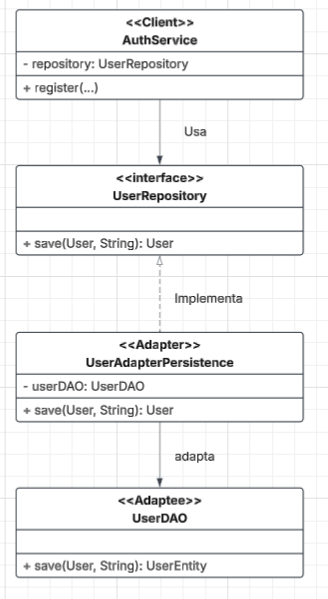 <<Client>>
AuthService
- repository: UserRepository
+ register(...)
Usa
<<interface>>
UserRepository
+ save(User, String): User
Implementa
<<Adapter>>
UserAdapterPersistence
- userDAO: UserDAO
+ save(User, String): User
adapta
<<Adaptee>>
UserDAO
+ save(User, String): UserEntity